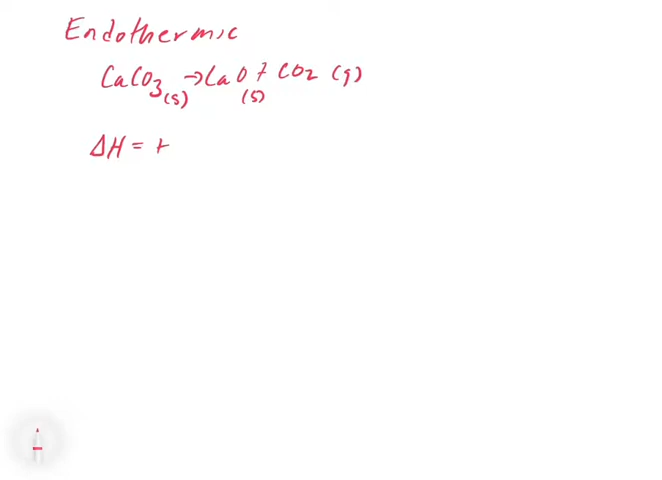 Endothermic
CaCO3 (s) → CaO (s) + CO2 (g)
ΔH = +